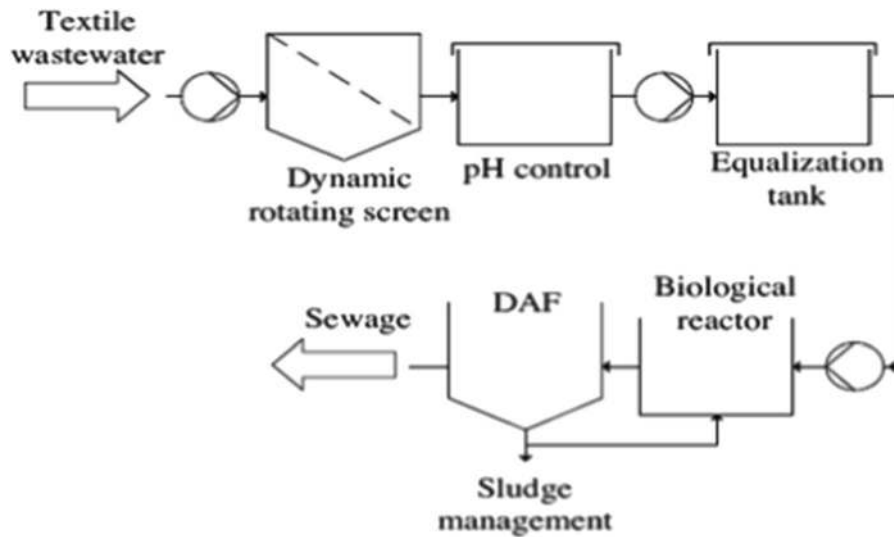 Textile
wastewater
Dynamic
rotating screen
pH control
Equalization
tank
Sewage
DAF
Biological
reactor
Sludge
management